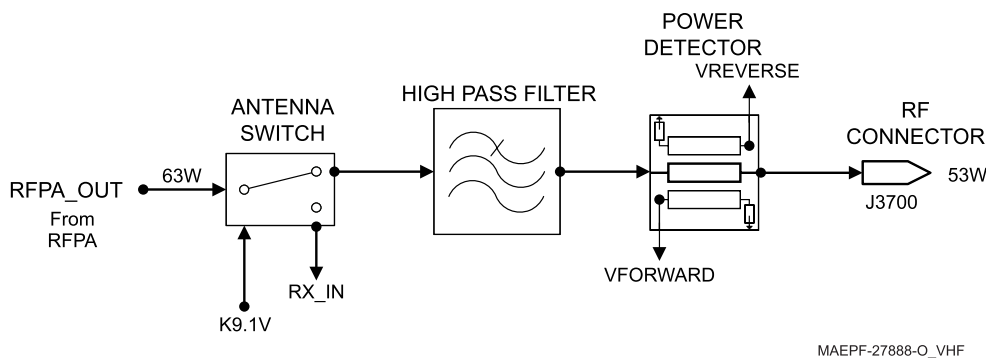 POWER
DETECTOR
VREVERSE
HIGH PASS FILTER
ANTENNA
SWITCH
RF
CONNECTOR
RFPA_OUT
63W
From
RFPA
53W
J3700
RX_IN
VFORWARD
K9.1V
MAEPF-27888-O_VHF